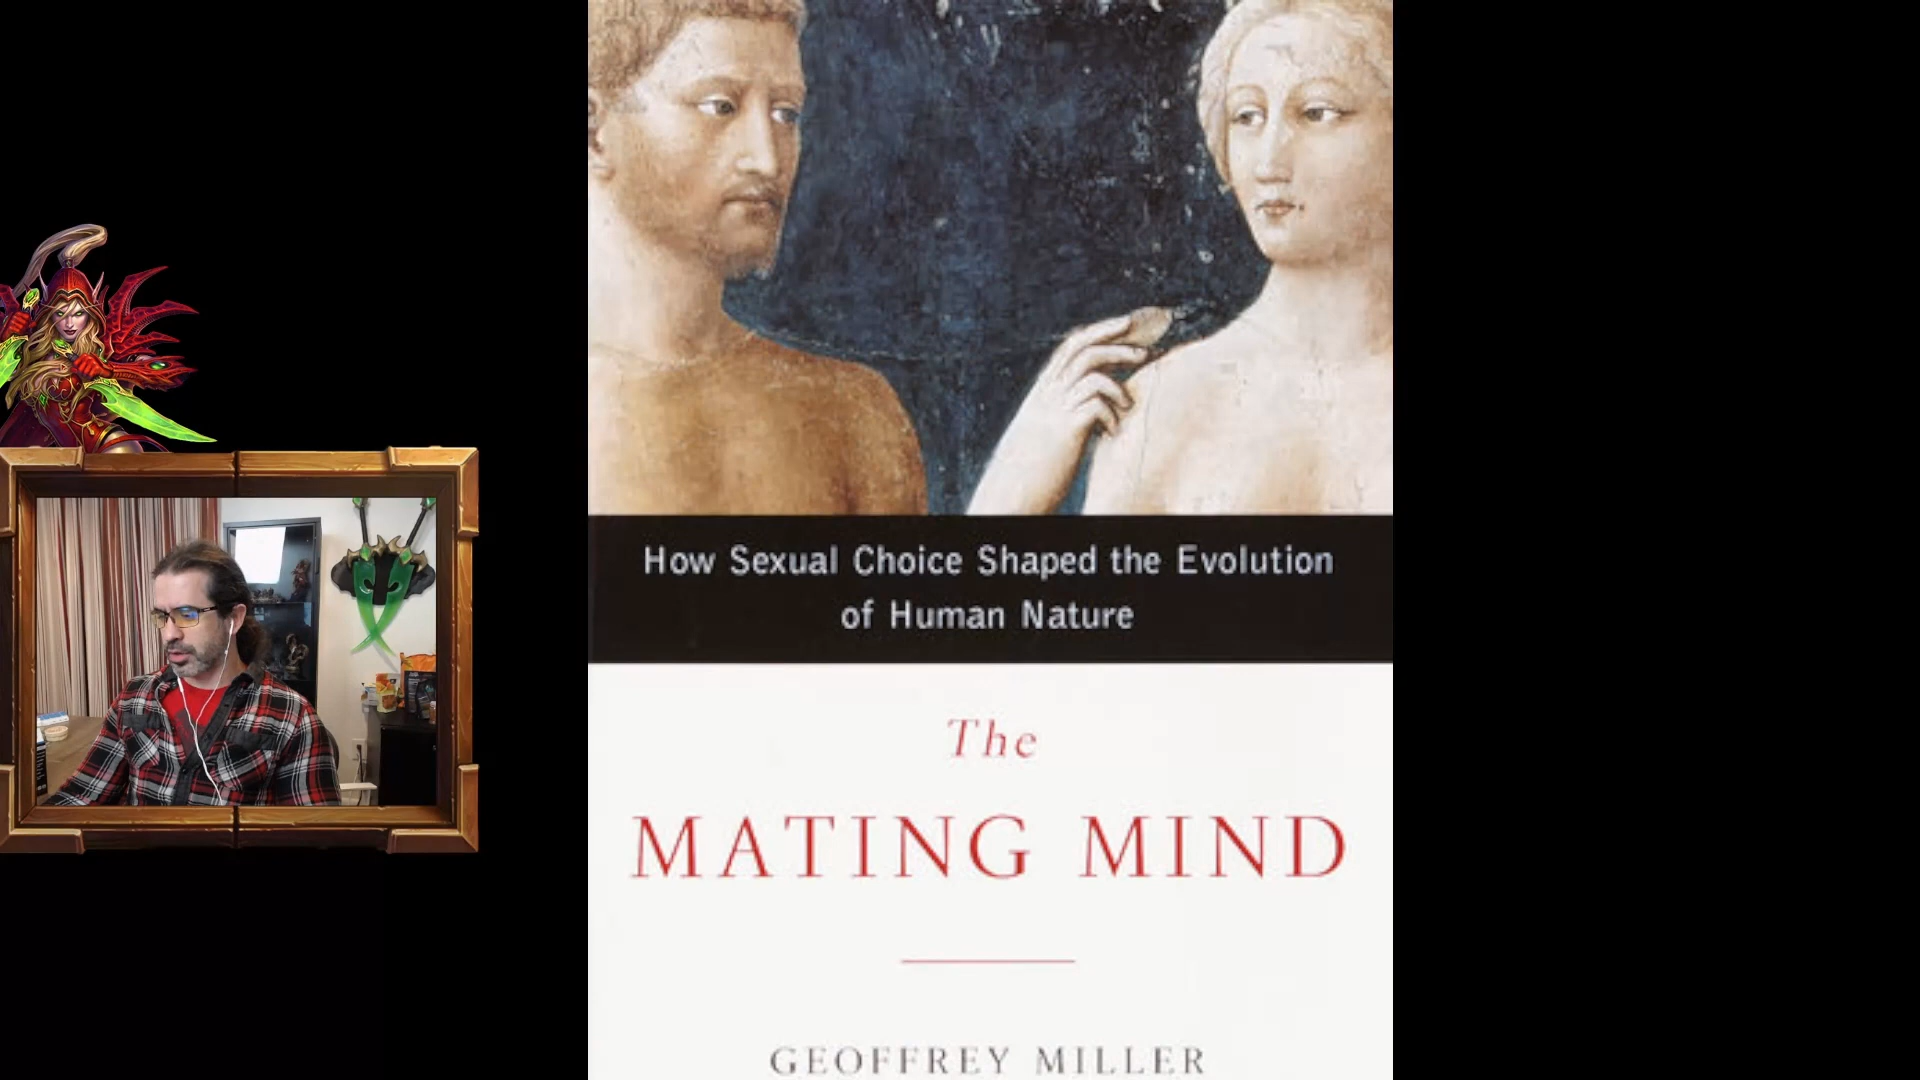 How Sexual Choice Shaped the Evolution
of Human Nature
The
MATING MIND
GEOFFREY MILLER